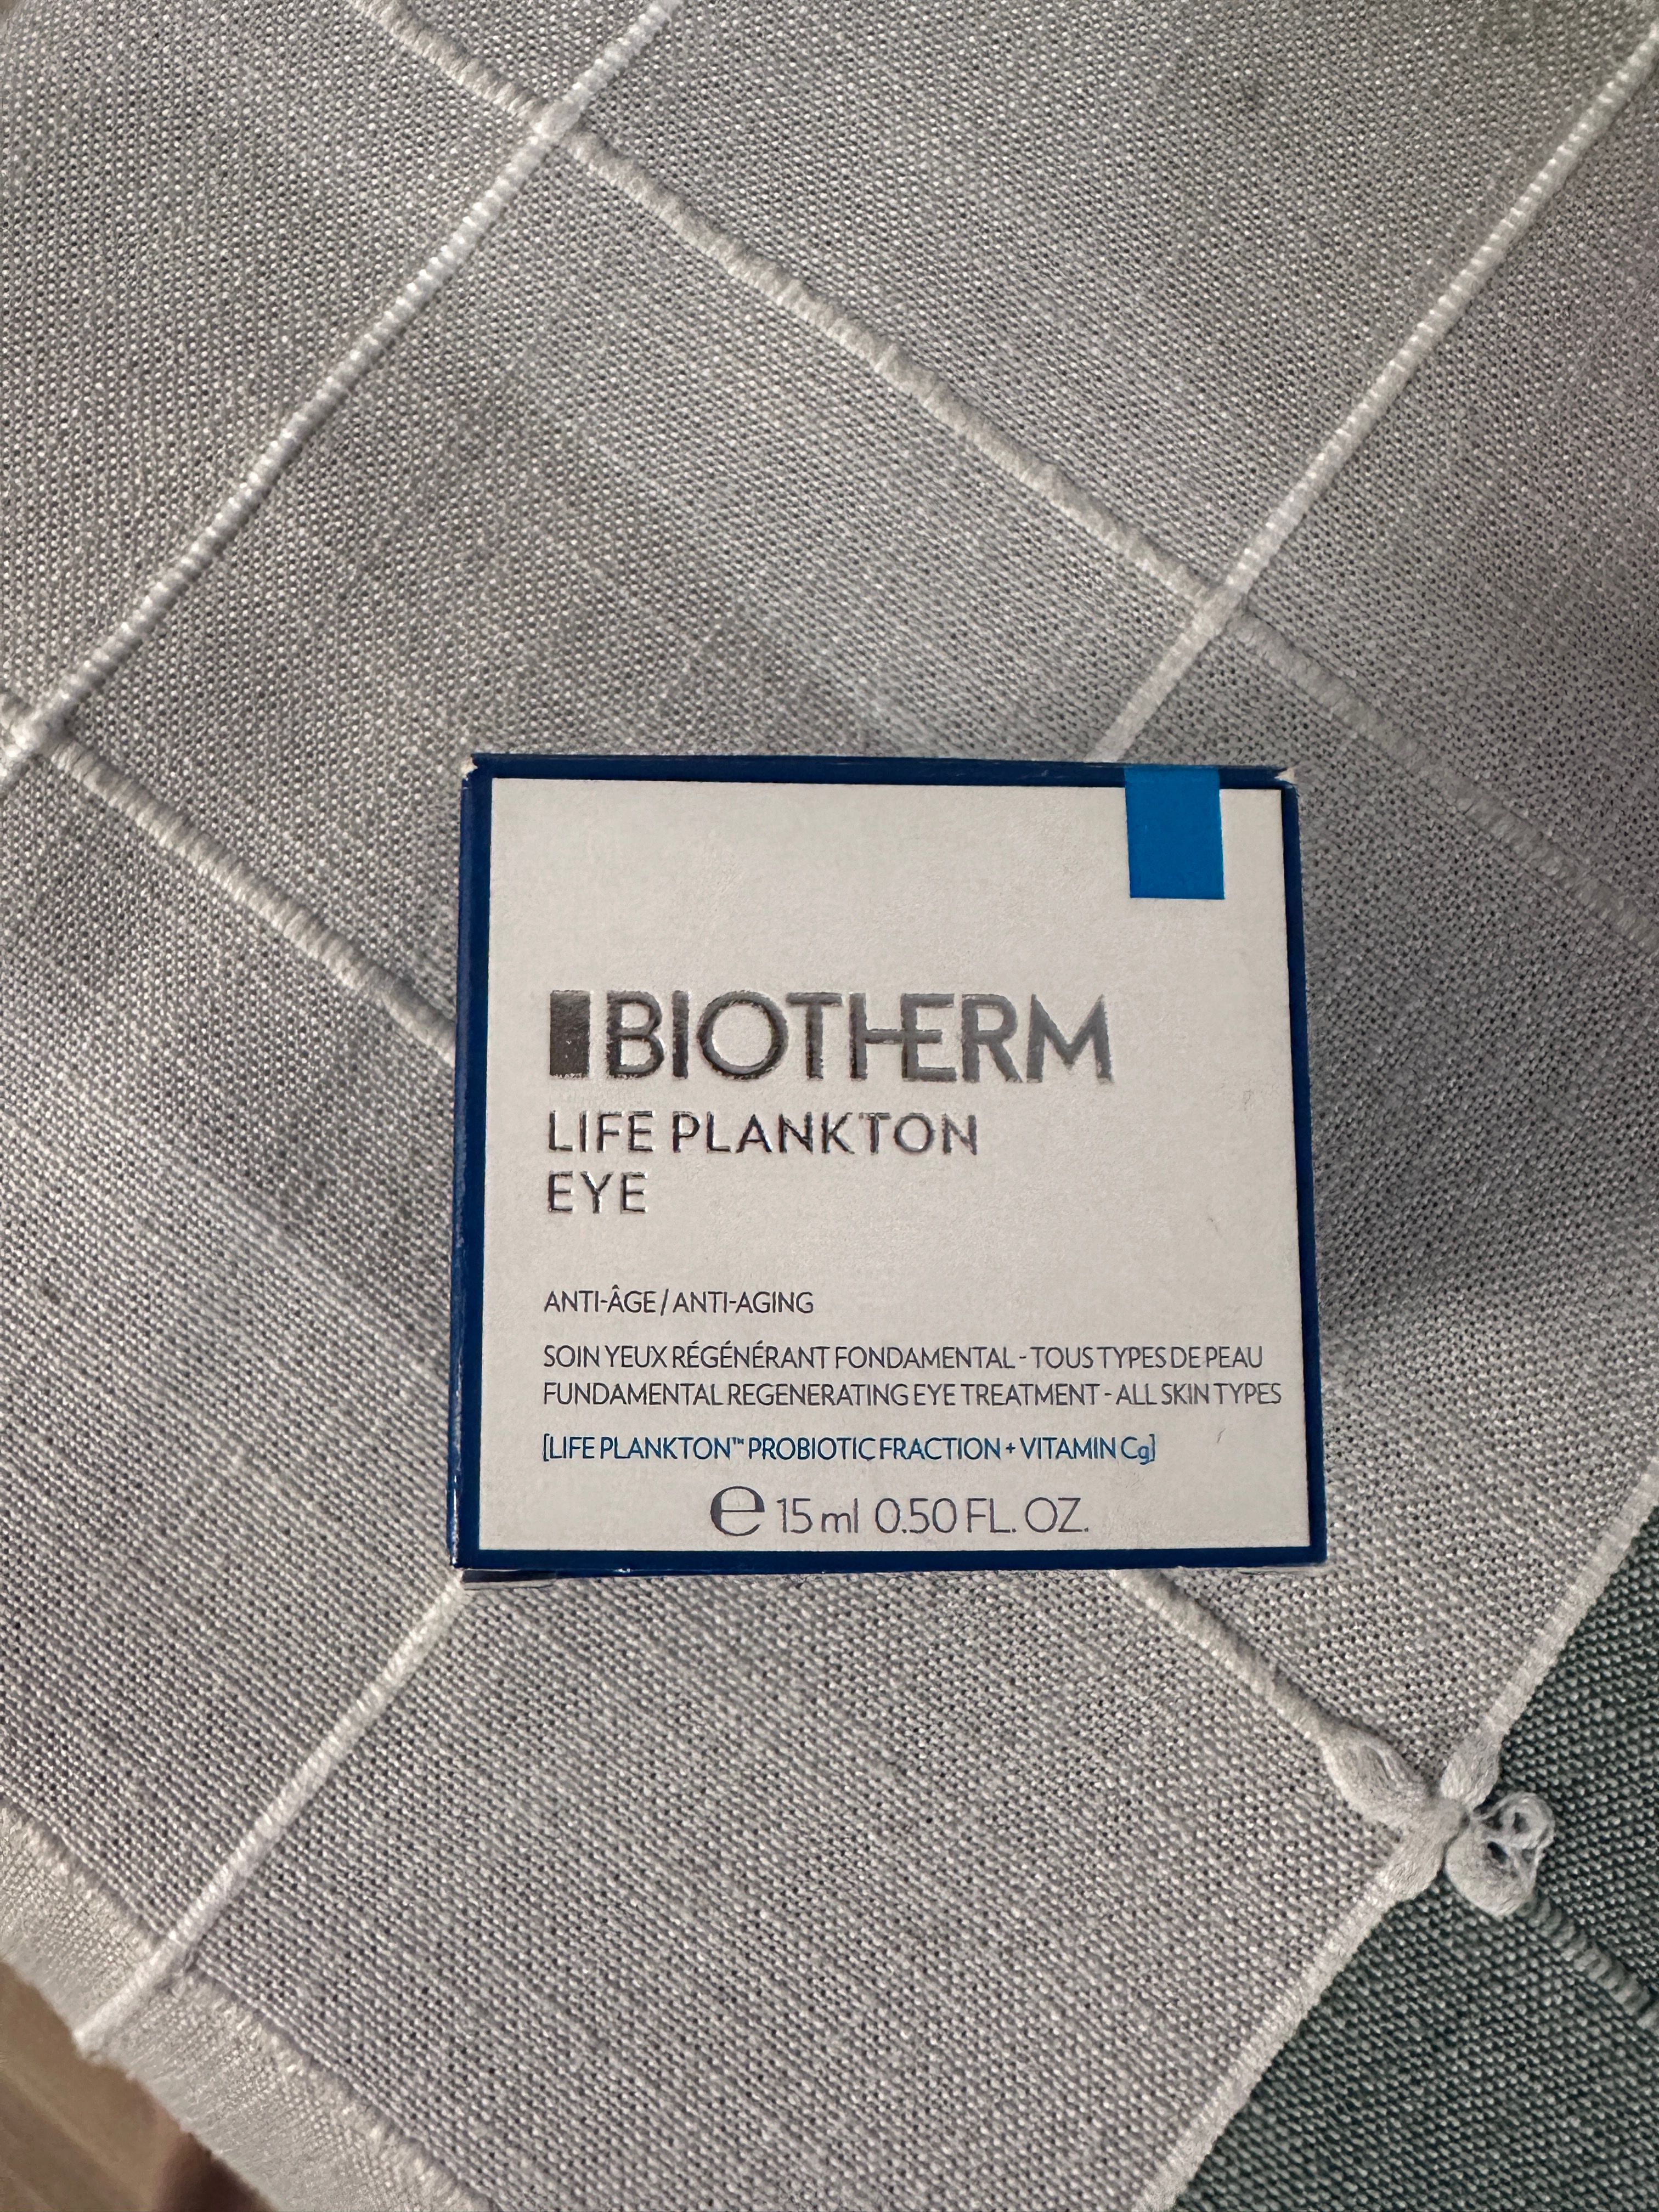 BIOTHERM
LIFE PLANKTON
EYE
ANTI-ÂGE / ANTI-AGING
SOIN YEUX RÉGÉNÉRANT FONDAMENTAL - TOUS TYPES DE PEAU
FUNDAMENTAL REGENERATING EYE TREATMENT - ALL SKIN TYPES
[LIFE PLANKTON™ PROBIOTIC FRACTION + VITAMIN Cg]
℮ 15 ml 0.50 FL. OZ.